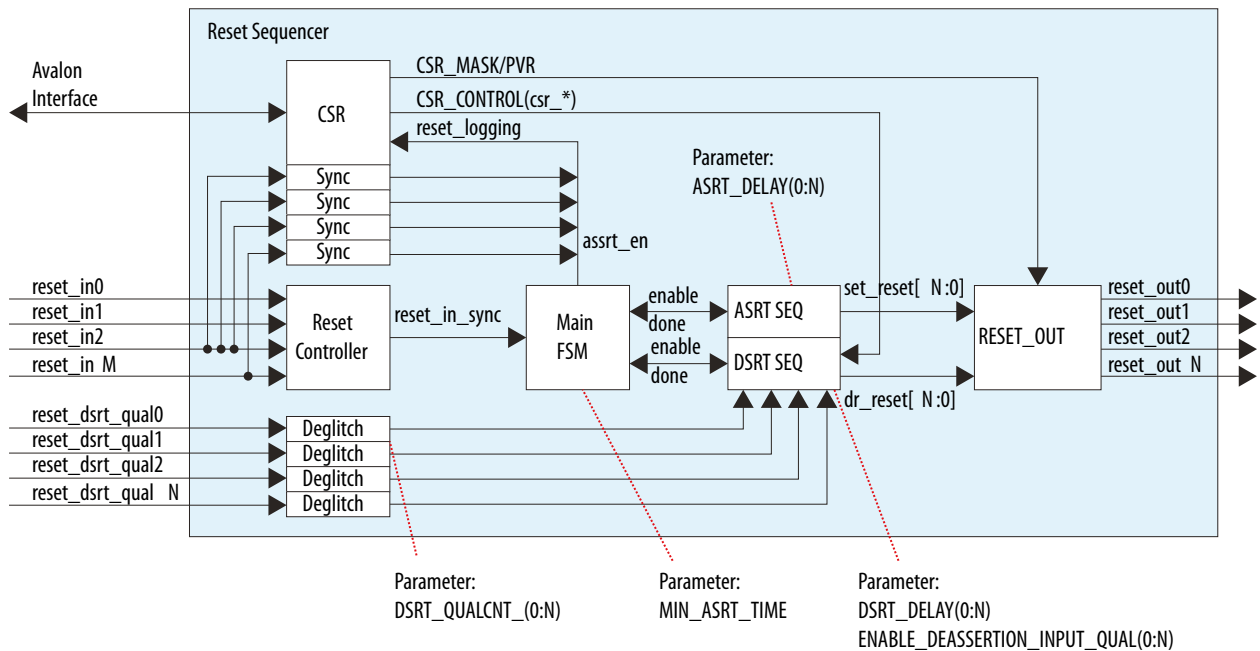 Reset Sequencer
Avalon
Interface
CSR
CSR_MASK/PVR
CSR_CONTROL(csr_*)
reset_logging
Sync
Sync
Sync
Sync
assrt_en
Parameter:
ASRT_DELAY(0:N)
reset_in0
reset_in1
reset_in2
reset_in M
Reset
Controller
reset_in_sync
Main
FSM
enable
done
enable
done
ASRT SEQ
DSRT SEQ
set_reset[ N :0]
dr_reset[ N :0]
RESET_OUT
reset_out0
reset_out1
reset_out2
reset_out N
reset_dsrt_qual0
reset_dsrt_qual1
reset_dsrt_qual2
reset_dsrt_qual N
Deglitch
Deglitch
Deglitch
Deglitch
Parameter:
DSRT_QUALCNT_(0:N)
Parameter:
MIN_ASRT_TIME
Parameter:
DSRT_DELAY(0:N)
ENABLE_DEASSERTION_INPUT_QUAL(0:N)